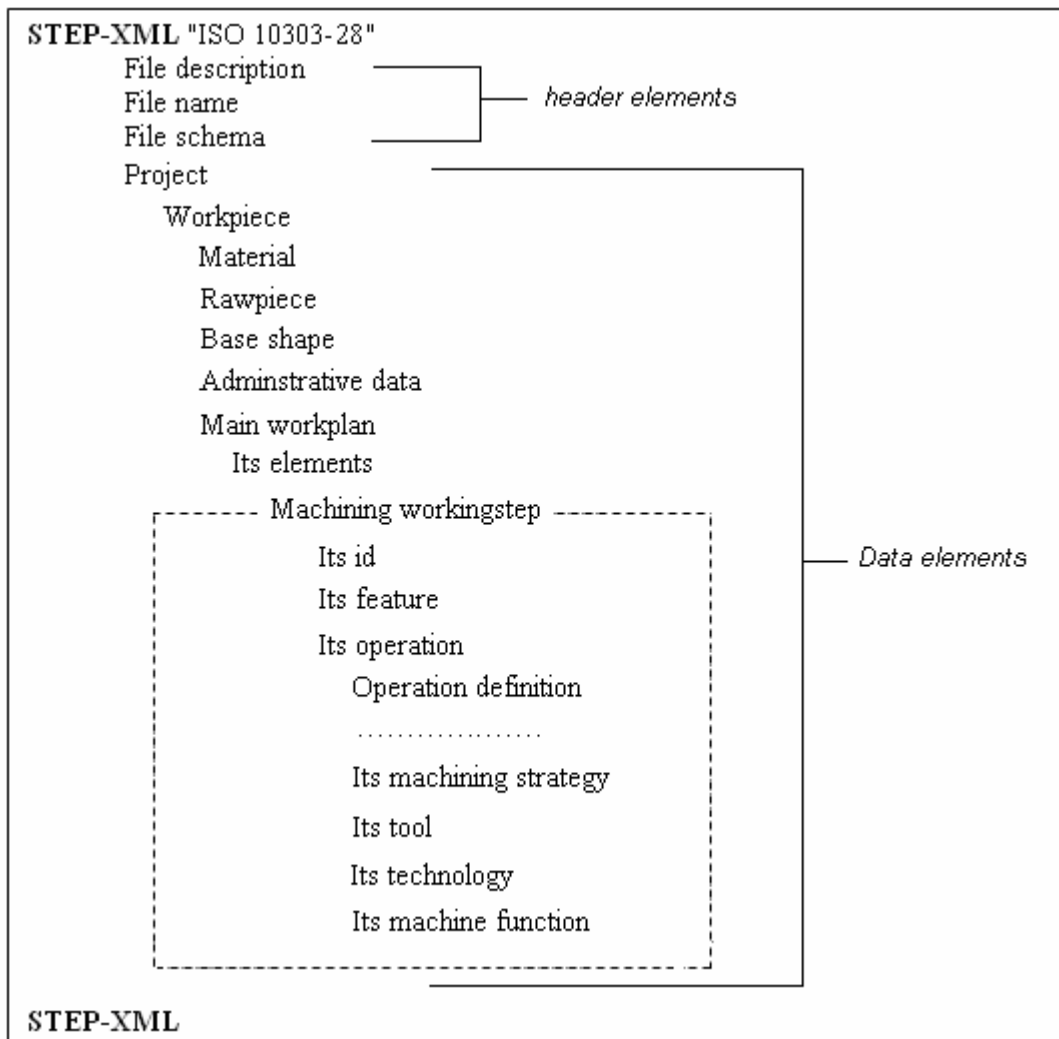 STEP-XML "ISO 10303-28"
File description
header elements
File name
File schema
Project
Workpiece
Material
Rawpiece
Base shape
Adminstrative data
Main workplan
Its elements
Machining workingstep
Its id
Data elements
Its feature
Its operation
Operation definition
...................
Its machining strategy
Its tool
Its technology
Its machine function
STEP-XML